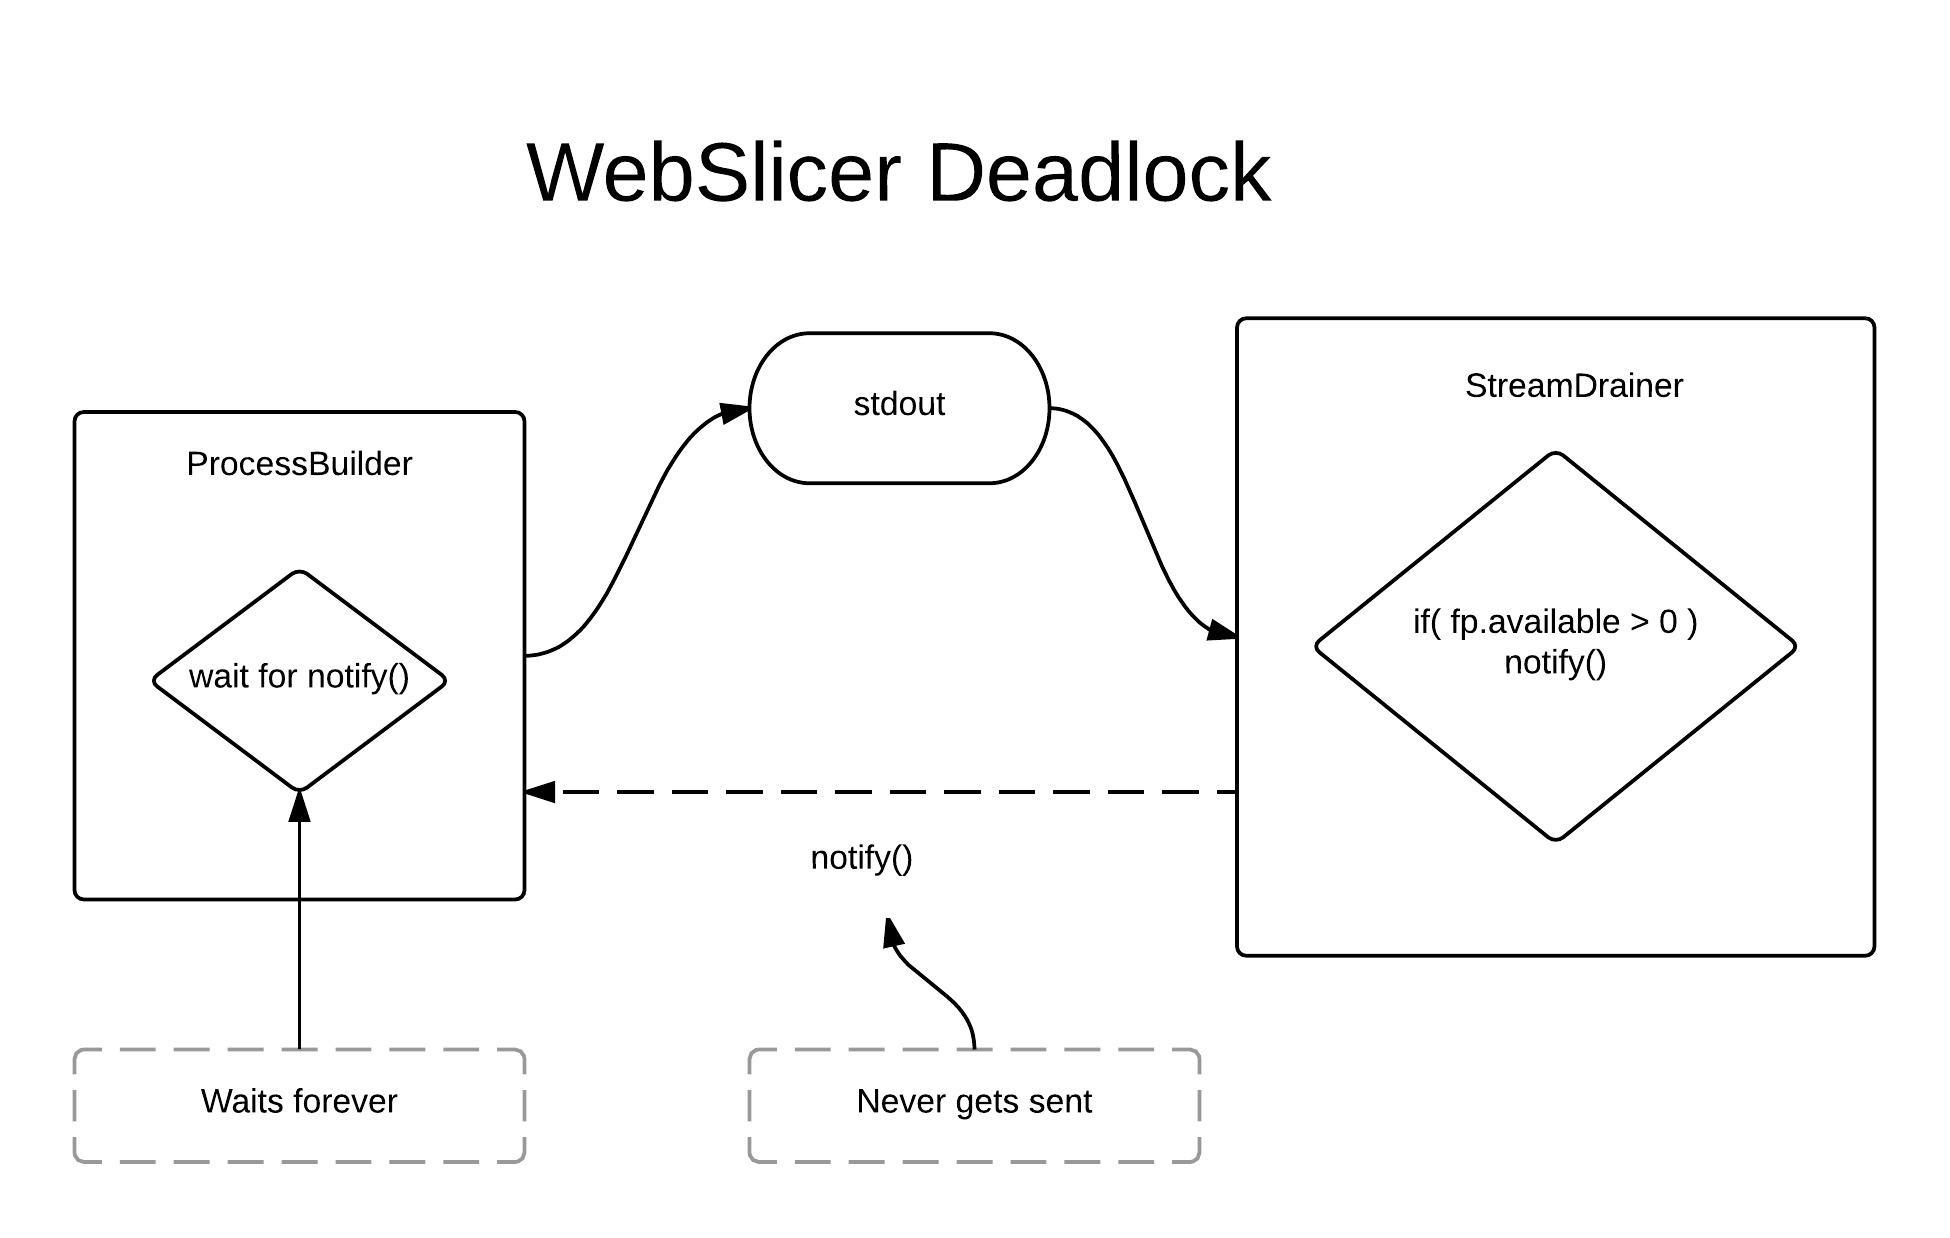 WebSlicer Deadlock
stdout
StreamDrainer
ProcessBuilder
if( fp.available > 0 )
notify()
wait for notify()
notify()
Waits forever
Never gets sent